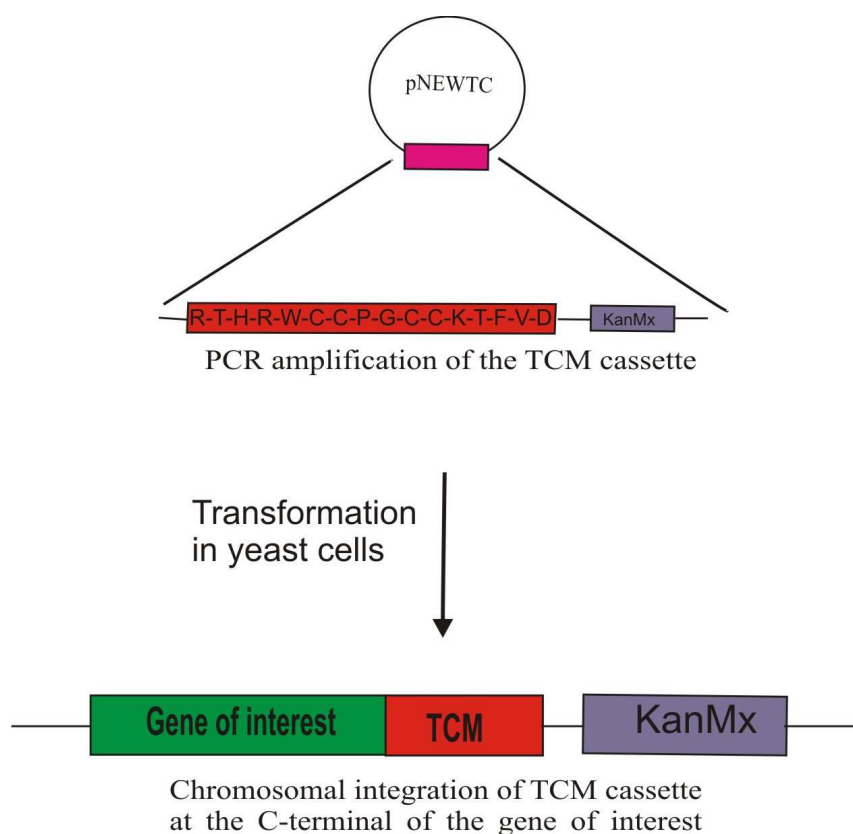 pNEWTC
R-T-H-R-W-C-C-P-G-C-C-K-T-F-V-D
KanMx
PCR amplification of the TCM cassette
Transformation
in yeast cells
Gene of interest
TCM
KanMx
Chromosomal integration of TCM cassette
at the C-terminal of the gene of interest